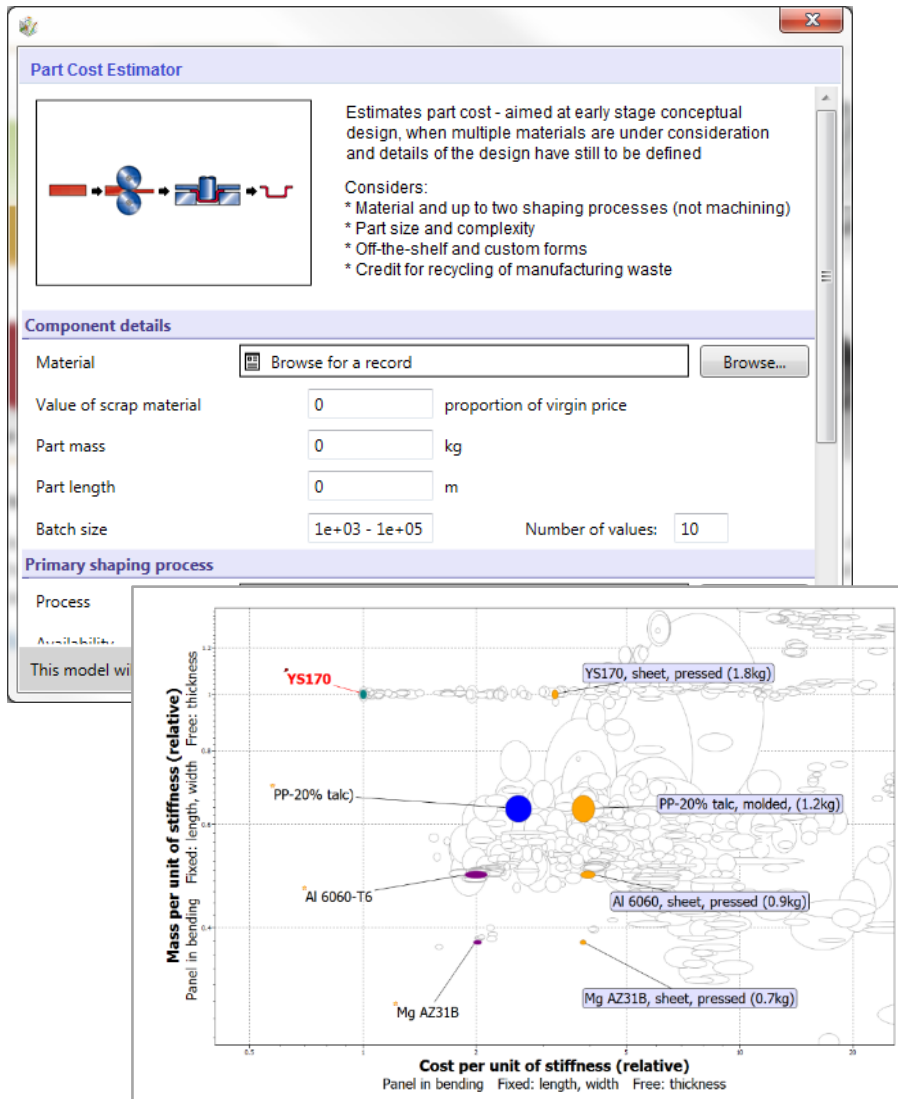 Part Cost Estimator
Estimates part cost - aimed at early stage conceptual
design, when multiple materials are under consideration
and details of the design have still to be defined
Considers:
* Material and up to two shaping processes (not machining)
* Part size and complexity
* Off-the-shelf and custom forms
* Credit for recycling of manufacturing waste
Component details
Material
Browse for a record
Browse...
Value of scrap material
0
proportion of virgin price
Part mass
0
kg
Part length
0
m
Batch size
1e+03 - 1e+05
Number of values:
10
Primary shaping process
Process
This model wi
Mass per unit of stiffness (relative)
Panel in bending Fixed: length, width Free: thickness
1.2
1
0.8
0.6
0.4
YS170
YS170, sheet, pressed (1.8kg)
PP-20% talc)
PP-20% talc, molded, (1.2kg)
Al 6060-T6
Al 6060, sheet, pressed (0.9kg)
Mg AZ31B
Mg AZ31B, sheet, pressed (0.7kg)
0.5
1
2
5
10
20
Cost per unit of stiffness (relative)
Panel in bending Fixed: length, width Free: thickness